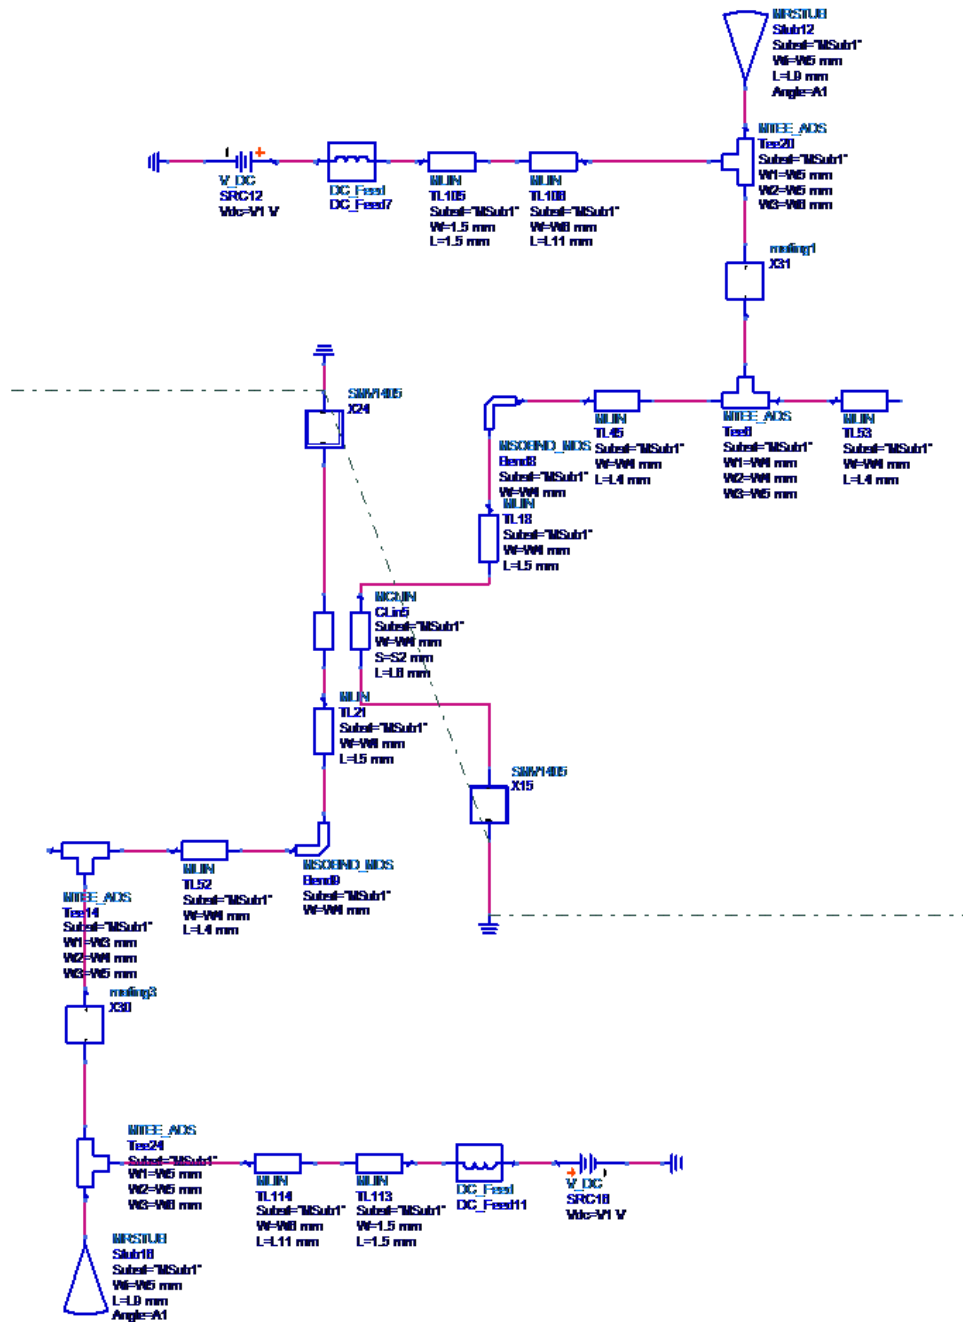 MRSTUB
Stub12
Subst="MSub1"
Wi=W5 mm
L=L9 mm
Angle=A1
MTEE_ADS
Tee20
Subst="MSub1"
W1=W5 mm
W2=W5 mm
W3=W6 mm
V_DC
SRC12
Vdc=V1 V
DC_Feed
DC_Feed7
MLIN
TL105
Subst="MSub1"
W=1.5 mm
L=1.5 mm
MLIN
Subst="MSub1"
W=W6 mm
L=L11 mm
X31
SMV1405
X24
MSOBND_MDS
Bend8
Subst="MSub1"
W=W4 mm
MLIN
TL45
Subst="MSub1"
W=W4 mm
L=L4 mm
MTEE_ADS
Subst="MSub1"
W1=W4 mm
W2=W4 mm
W3=W5 mm
MLIN
TL53
Subst="MSub1"
W=W4 mm
L=L4 mm
MLIN
TL18
Subst="MSub1"
W=W4 mm
L=L5 mm
MCLIN
CLin5
Subst="MSub1"
W=W4 mm
S=S2 mm
L=L6 mm
MLIN
TL21
Subst="MSub1"
W=W4 mm
L=L5 mm
SMV1405
X15
MSOBND_MDS
Bend9
Subst="MSub1"
W=W4 mm
MLIN
TL52
Subst="MSub1"
W=W4 mm
L=L4 mm
MTEE_ADS
Tee14
Subst="MSub1"
W1=W3 mm
W2=W4 mm
W3=W5 mm
X30
MTEE_ADS
Tee24
Subst="MSub1"
W1=W5 mm
W2=W5 mm
W3=W6 mm
MLIN
TL114
Subst="MSub1"
W=W6 mm
L=L11 mm
MLIN
TL113
Subst="MSub1"
W=1.5 mm
L=1.5 mm
DC_Feed
DC_Feed11
V_DC
SRC16
Vdc=V1 V
MRSTUB
Stub16
Subst="MSub1"
Wi=W5 mm
L=L9 mm
Angle=A1